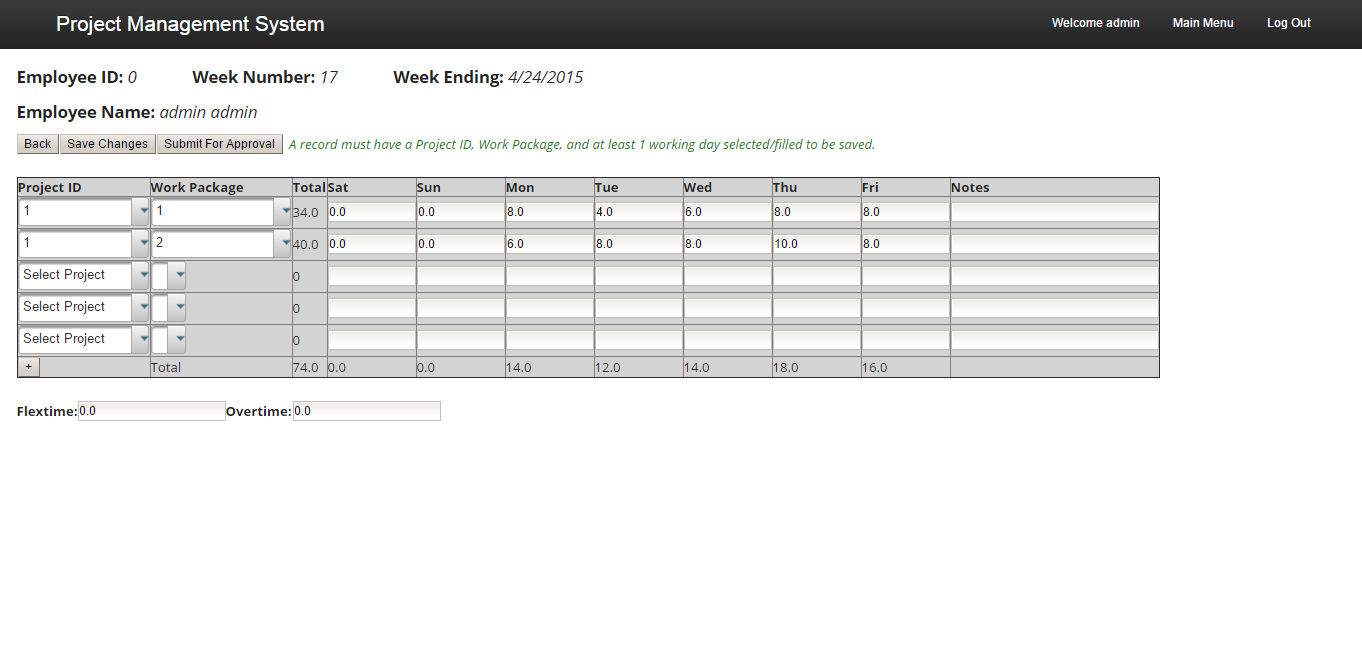 Project Management System Welcome admin Main Menu Log Out
Employee ID: 0 Week Number: 17 Week Ending: 4/24/2015
Employee Name: admin admin
Back Save Changes Submit For Approval A record must have a Project ID, Work Package, and at least 1 working day selected/filled to be saved.
Project ID Work Package Total Sat Sun Mon Tue Wed Thu Fri Notes
1 1 34.0 0.0 0.0 8.0 4.0 6.0 8.0 8.0
1 2 40.0 0.0 0.0 6.0 8.0 8.0 10.0 8.0
Select Project 0
Select Project 0
Select Project 0
+ Total 74.0 0.0 0.0 14.0 12.0 14.0 18.0 16.0
Flextime: 0.0 Overtime: 0.0